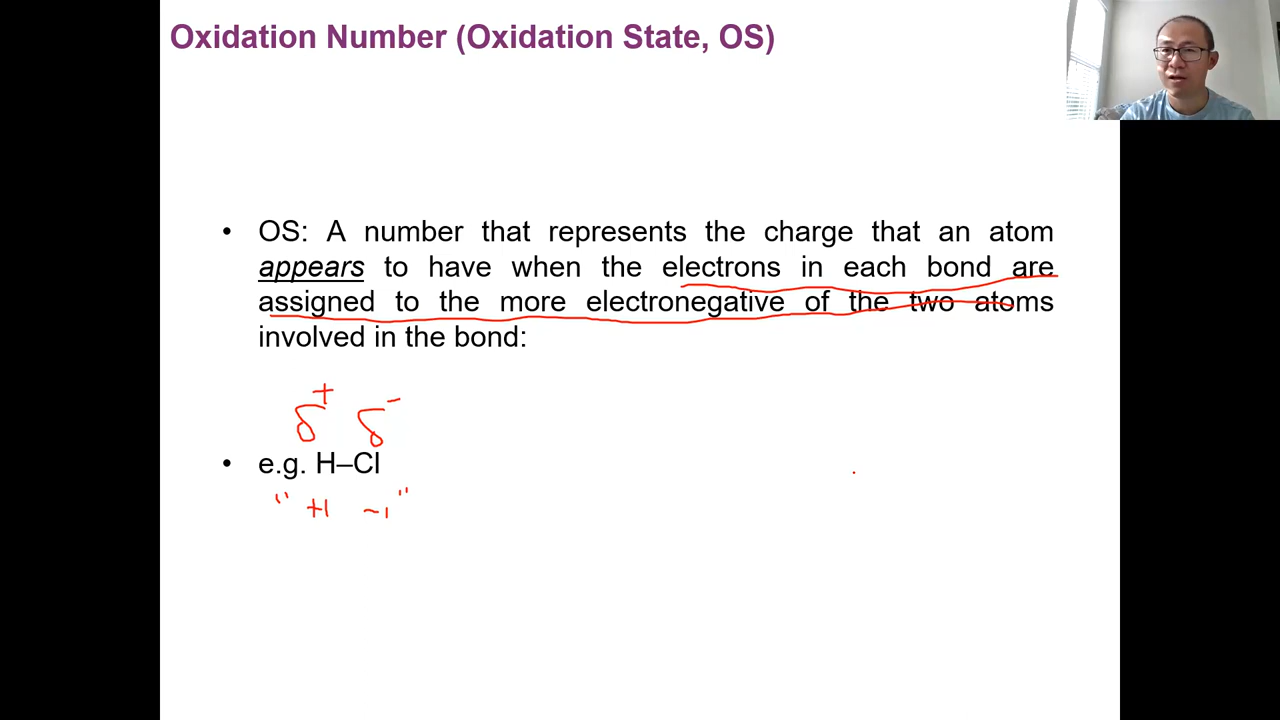 Oxidation Number (Oxidation State, OS)
• OS: A number that represents the charge that an atom
appears to have when the electrons in each bond are
assigned to the more electronegative of the two atoms
involved in the bond:
δ+ δ-
• e.g. H–Cl
" +1 -1 "